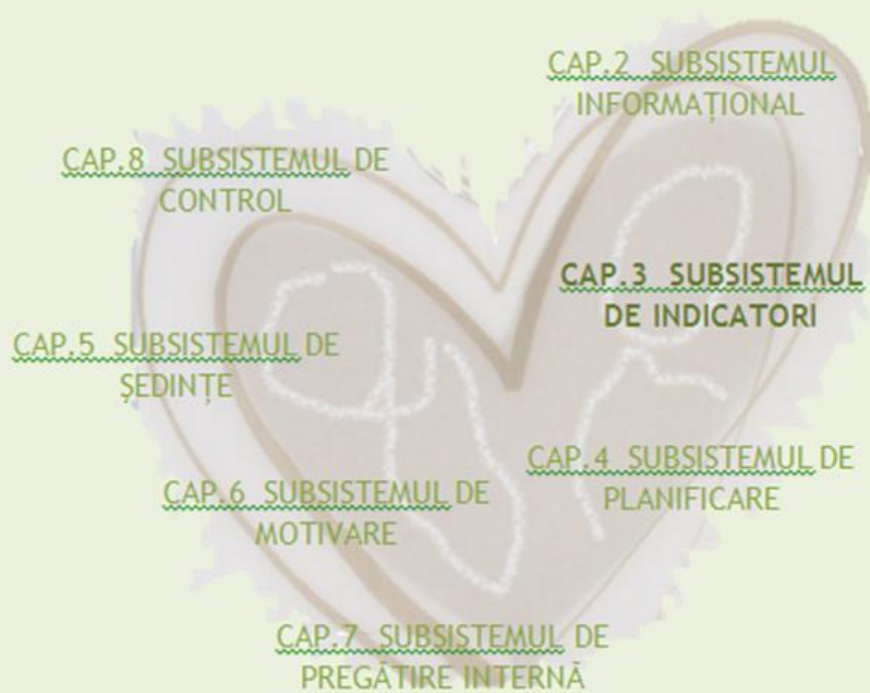 CAP.2 SUBSISTEMUL
INFORMAȚIONAL
CAP.8 SUBSISTEMUL DE
CONTROL
CAP.3 SUBSISTEMUL
DE INDICATORI
CAP.5 SUBSISTEMUL DE
ȘEDINȚE
CAP.4 SUBSISTEMUL DE
PLANIFICARE
CAP.6 SUBSISTEMUL DE
MOTIVARE
CAP.7 SUBSISTEMUL DE
PREGĂTIRE INTERNĂ